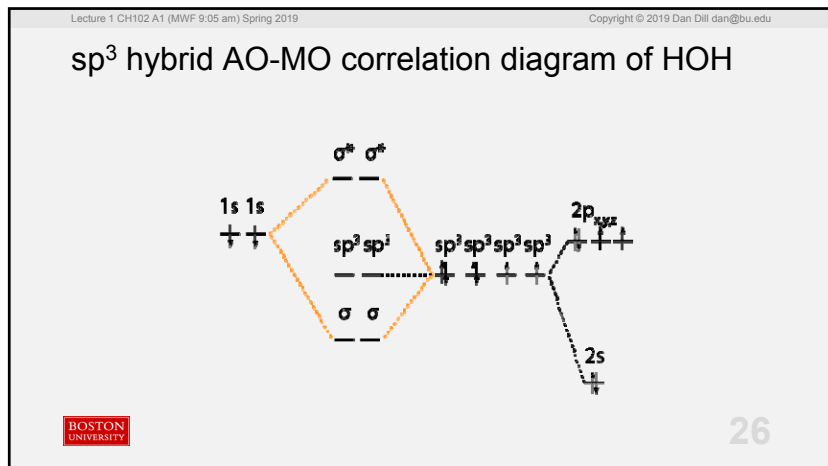 Lecture 1 CH102 A1 (MWF 9:05 am) Spring 2019 Copyright © 2019 Dan Dill dan@bu.edu
sp³ hybrid AO-MO correlation diagram of HOH
σ* σ*
1s 1s
2pxyz
sp³ sp³ sp³ sp³ sp³ sp³
σ σ
2s
BOSTON
UNIVERSITY
26